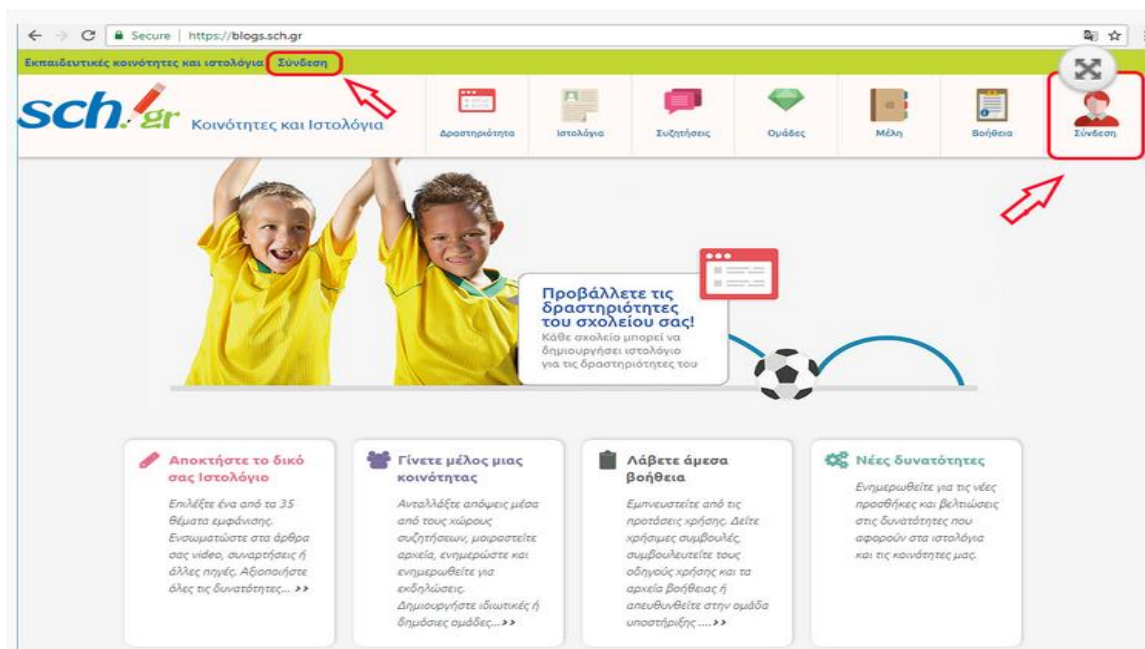 Secure | https://blogs.sch.gr
Εκπαιδευτικές κοινότητες και ιστολόγια Σύνδεση
sch.gr Κοινότητες και Ιστολόγια
Δραστηριότητα Ιστολόγια Συζητήσεις Ομάδες Μέλη Βοήθεια Σύνδεση
Προβάλλετε τις
δραστηριότητες
του σχολείου σας!
Κάθε σχολείο μπορεί να
δημιουργήσει ιστολόγιο
για τις δραστηριότητες του
Αποκτήστε το δικό
σας Ιστολόγιο
Επιλέξτε ένα από τα 35
θέματα εμφάνισης.
Ενσωματώστε στα άρθρα
σας video, συναρτήσεις ή
άλλες πηγές. Αξιοποιήστε
όλες τις δυνατότητες... >>
Γίνετε μέλος μιας
κοινότητας
Ανταλλάξτε απόψεις μέσα
από τους χώρους
συζητήσεων, μοιραστείτε
αρχεία, ενημερώστε και
ενημερωθείτε για
εκδηλώσεις.
Δημιουργήστε ιδιωτικές ή
δημόσιες ομάδες...>>
Λάβετε άμεσα
βοήθεια
Εμπνευστείτε από τις
προτάσεις χρήσης. Δείτε
χρήσιμες συμβουλές,
συμβουλευτείτε τους
οδηγούς χρήσης και τα
αρχεία βοήθειας ή
απευθυνθείτε στην ομάδα
υποστήριξης ....>>
Νέες δυνατότητες
Ενημερωθείτε για τις νέες
προσθήκες και βελτιώσεις
στις δυνατότητες που
αφορούν στα ιστολόγια
και τις κοινότητες μας.